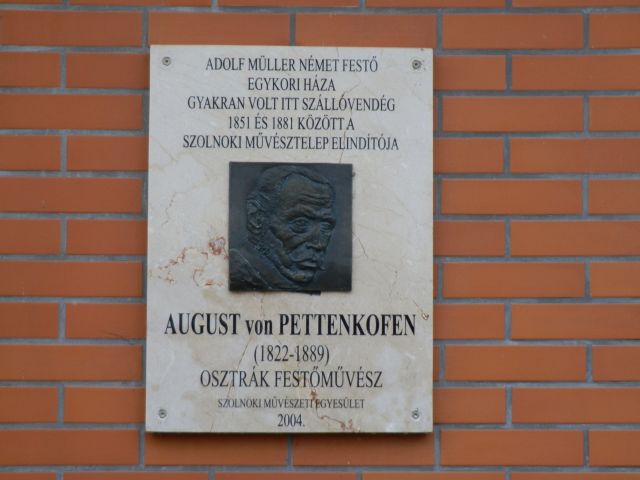 ADOLF MÜLLER NÉMET FESTŐ
EGYKORI HÁZA
GYAKRAN VOLT ITT SZÁLLÓVENDÉG
1851 ÉS 1881 KÖZÖTT A
SZOLNOKI MŰVÉSZTELEP ELINDÍTÓJA
AUGUST von PETTENKOFEN
(1822-1889)
OSZTRÁK FESTŐMŰVÉSZ
SZOLNOKI MŰVÉSZETI EGYESÜLET
2004.